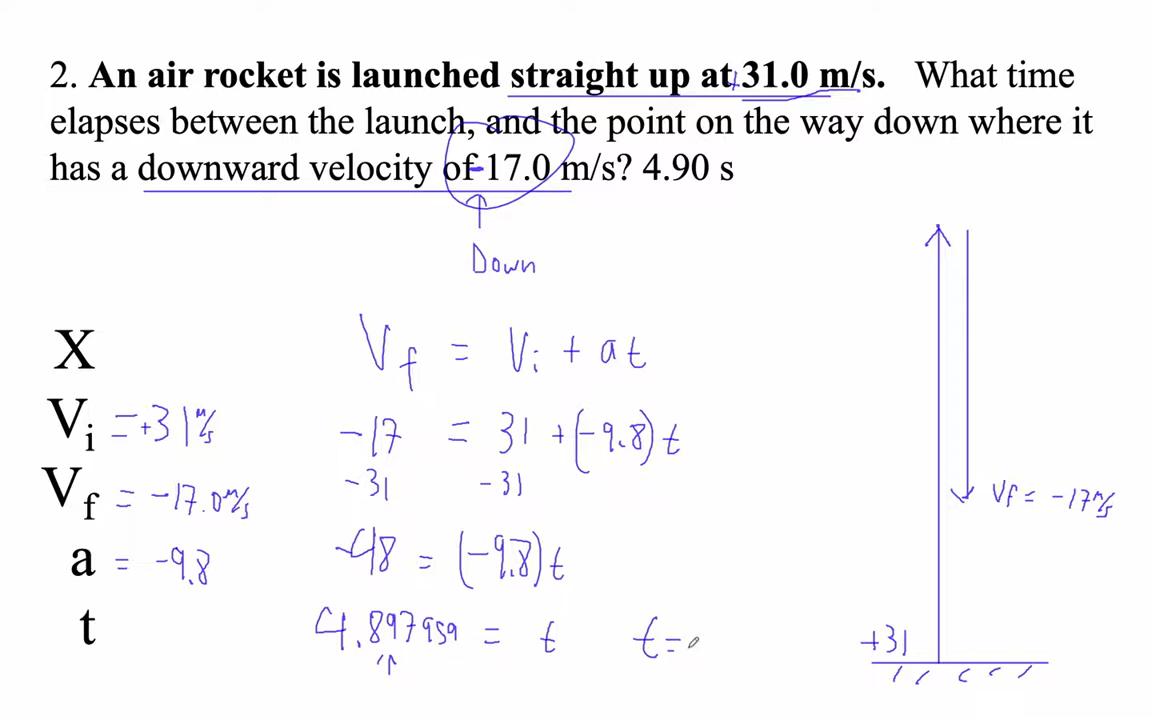 2. An air rocket is launched straight up at +31.0 m/s. What time
elapses between the launch, and the point on the way down where it
has a downward velocity of -17.0 m/s? 4.90 s
Down
X
Vf = Vi + at
Vi = +31 m/s
-17 = 31 + (-9.8) t
-31 -31
Vf = -17.0 m/s
Vf = -17 m/s
a = -9.8
-48 = (-9.8) t
t
4.897959 = t
t =
+31